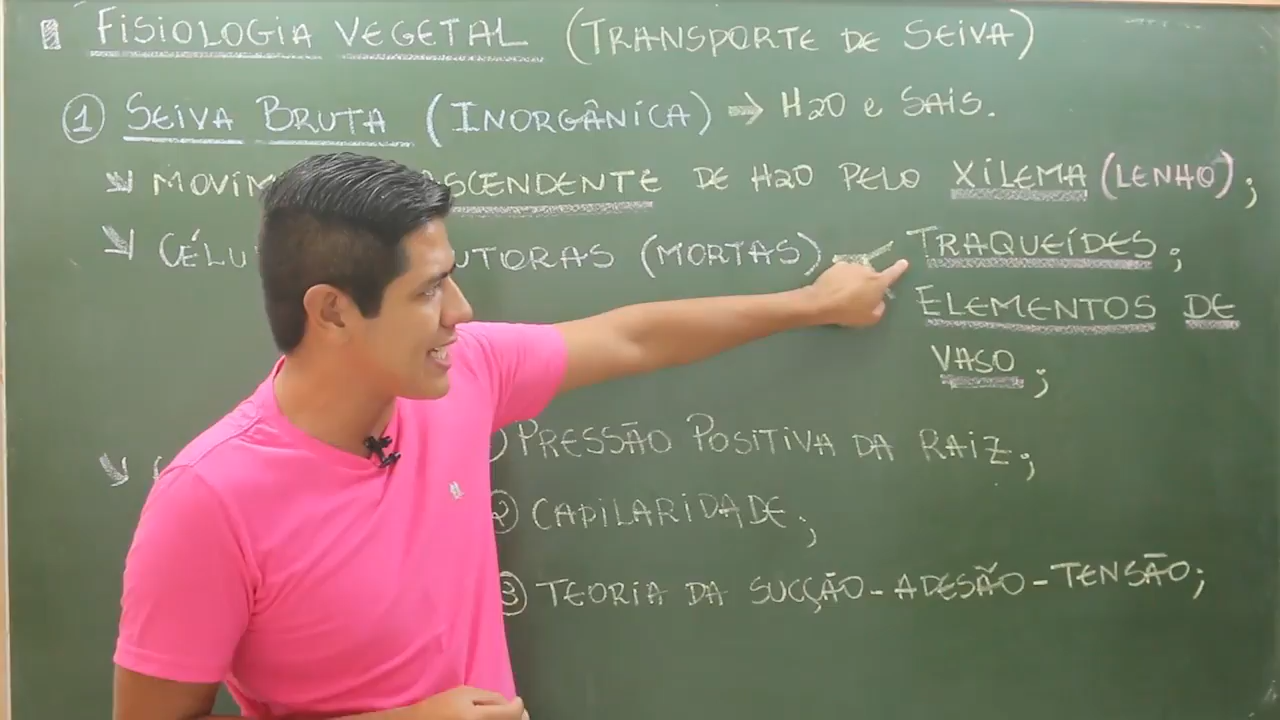 FISIOLOGIA VEGETAL (TRANSPORTE DE SEIVA)
1 SEIVA BRUTA (INORGÂNICA) → H2O e SAIS.
↘ MOVIM ASCENDENTE DE H2O PELO XILEMA (LENHO);
↘ CÉLU UTORAS (MORTAS) TRAQUEÍDES;
ELEMENTOS DE
VASO;
↘ ) PRESSÃO POSITIVA DA RAIZ;
2 CAPILARIDADE;
3 TEORIA DA SUCÇÃO-ADESÃO-TENSÃO;